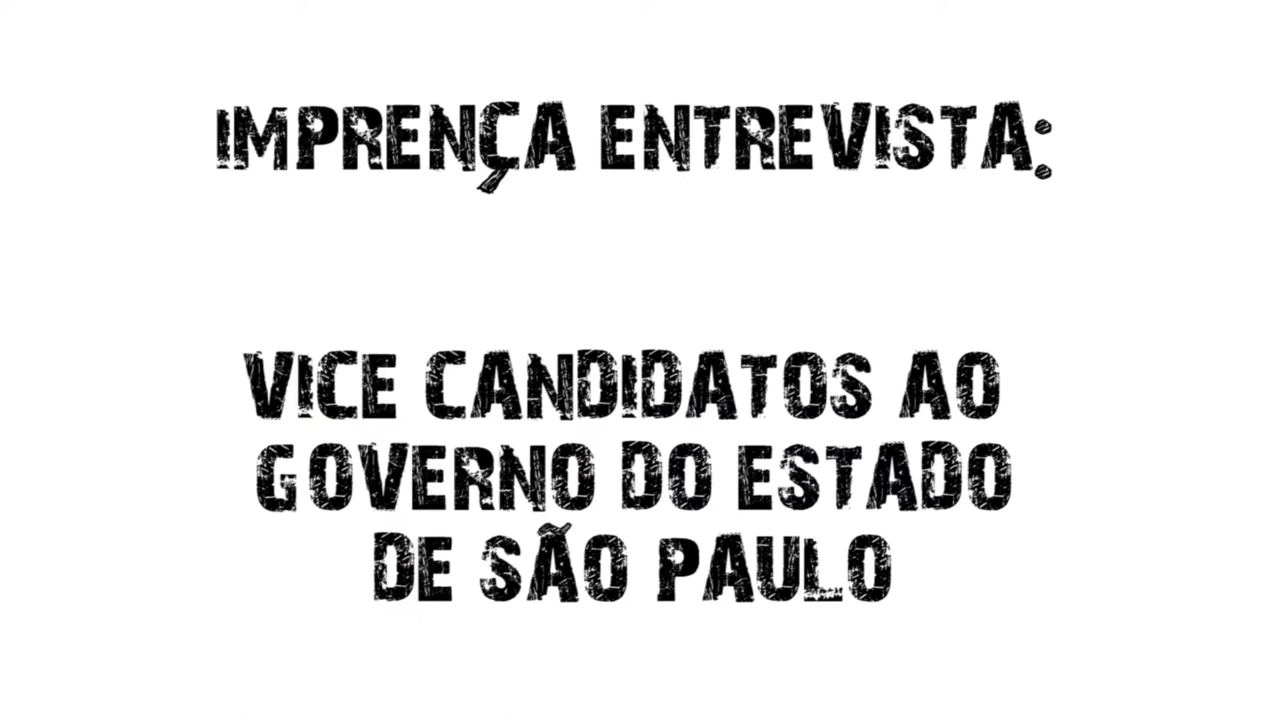 IMPRENÇA ENTREVISTA:
VICE CANDIDATOS AO
GOVERNO DO ESTADO
DE SÃO PAULO